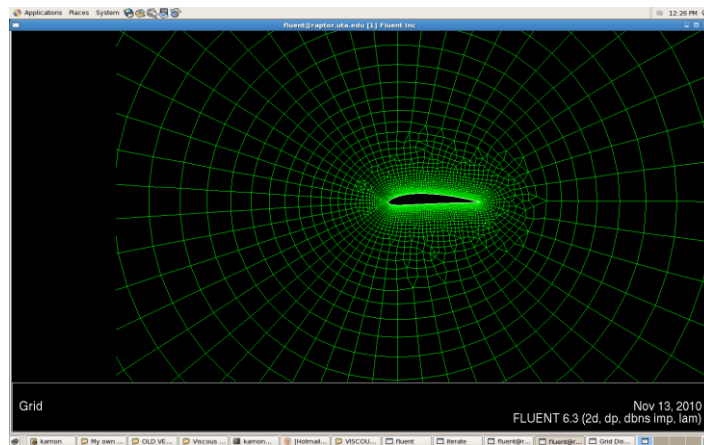 Applications Places System 12:26 PM
fluent@raptor.uta.edu [1] Fluent Inc
Grid
Nov 13, 2010
FLUENT 6.3 (2d, dp, dbns imp, lam)
kamon My own ... OLD VE... Viscous ... kamon... [Hotmail... VISCOU... fluent Iterate fluent@r... fluent@r... Grid Dis...